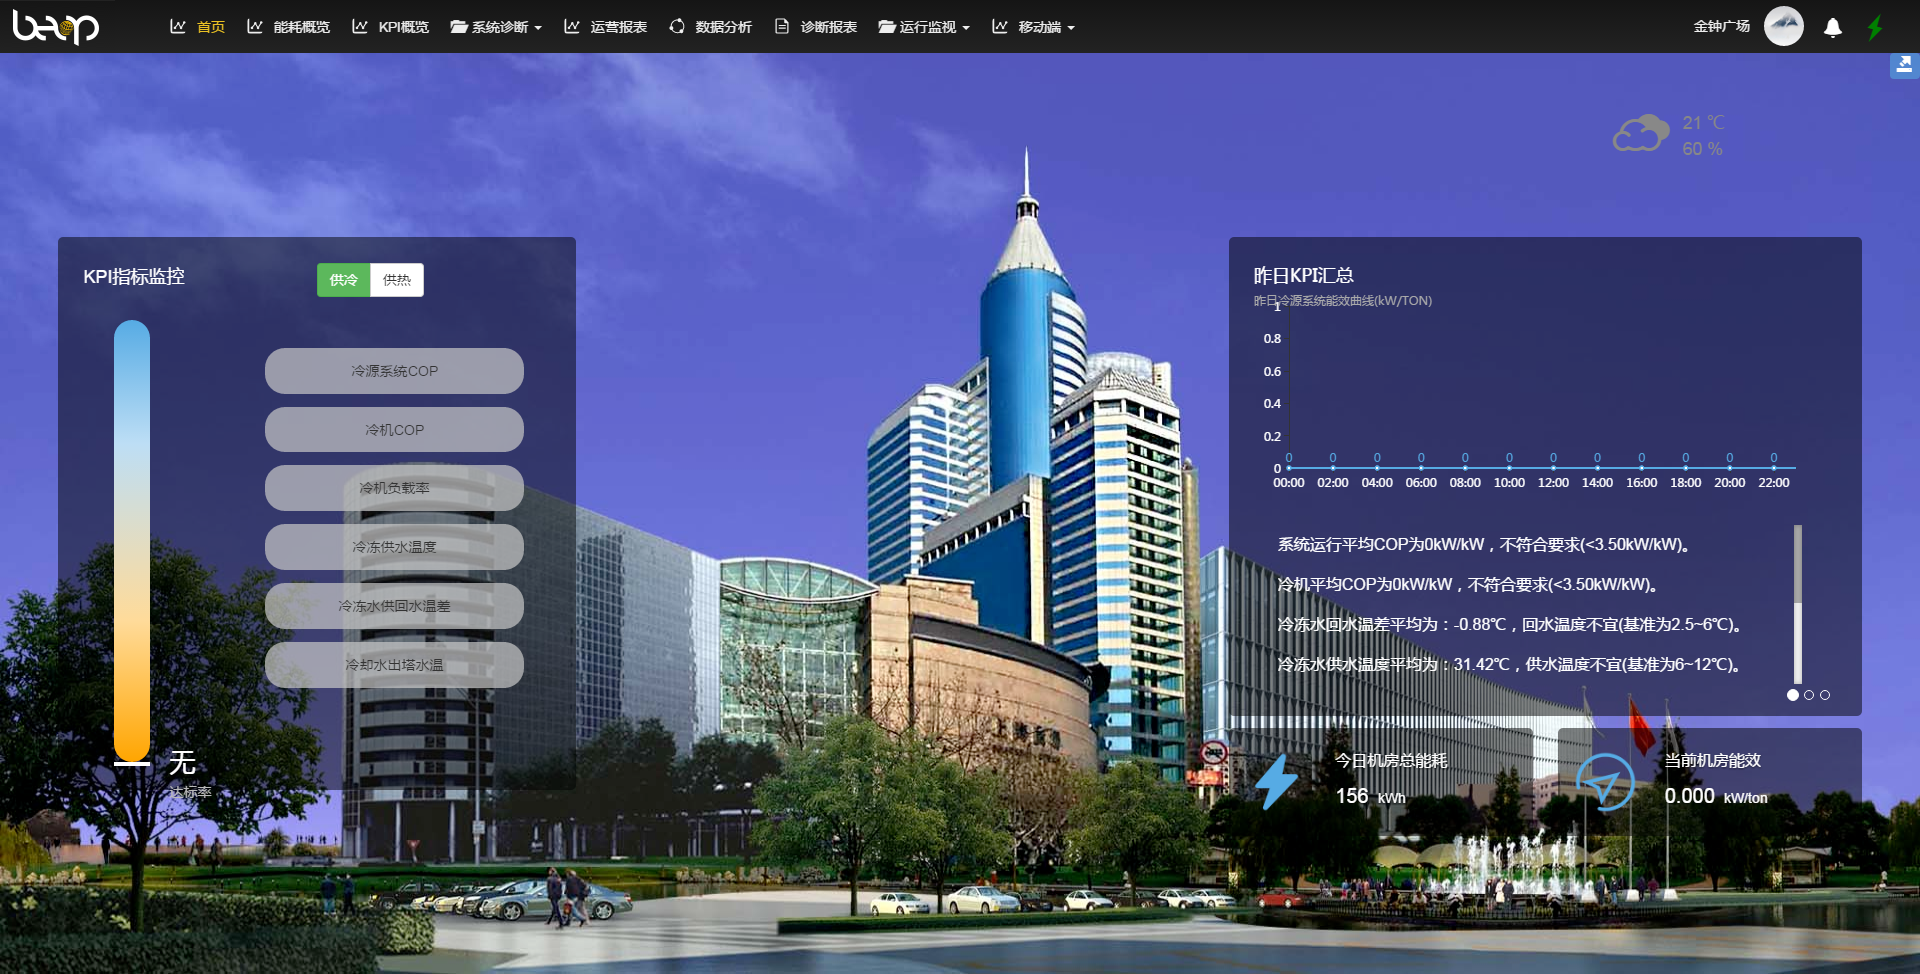 beop
首页 能耗概览 KPI概览 系统诊断 运营报表 数据分析 诊断报表 运行监视 移动端 金钟广场
21 ℃
60 %
KPI指标监控
供冷 供热
冷源系统COP
冷机COP
冷机负载率
冷冻供水温度
冷冻水供回水温差
冷却水出塔水温
无
达标率
昨日KPI汇总
昨日冷源系统能效曲线(kW/TON)
1
0.8
0.6
0.4
0.2
0 0 0 0 0 0 0 0 0 0 0 0
0
00:00 02:00 04:00 06:00 08:00 10:00 12:00 14:00 16:00 18:00 20:00 22:00
系统运行平均COP为0kW/kW，不符合要求(<3.50kW/kW)。
冷机平均COP为0kW/kW，不符合要求(<3.50kW/kW)。
冷冻水回水温差平均为：-0.88℃，回水温度不宜(基准为2.5~6℃)。
冷冻水供水温度平均为：31.42℃，供水温度不宜(基准为6~12℃)。
今日机房总能耗
156 kWh
当前机房能效
0.000 kW/ton